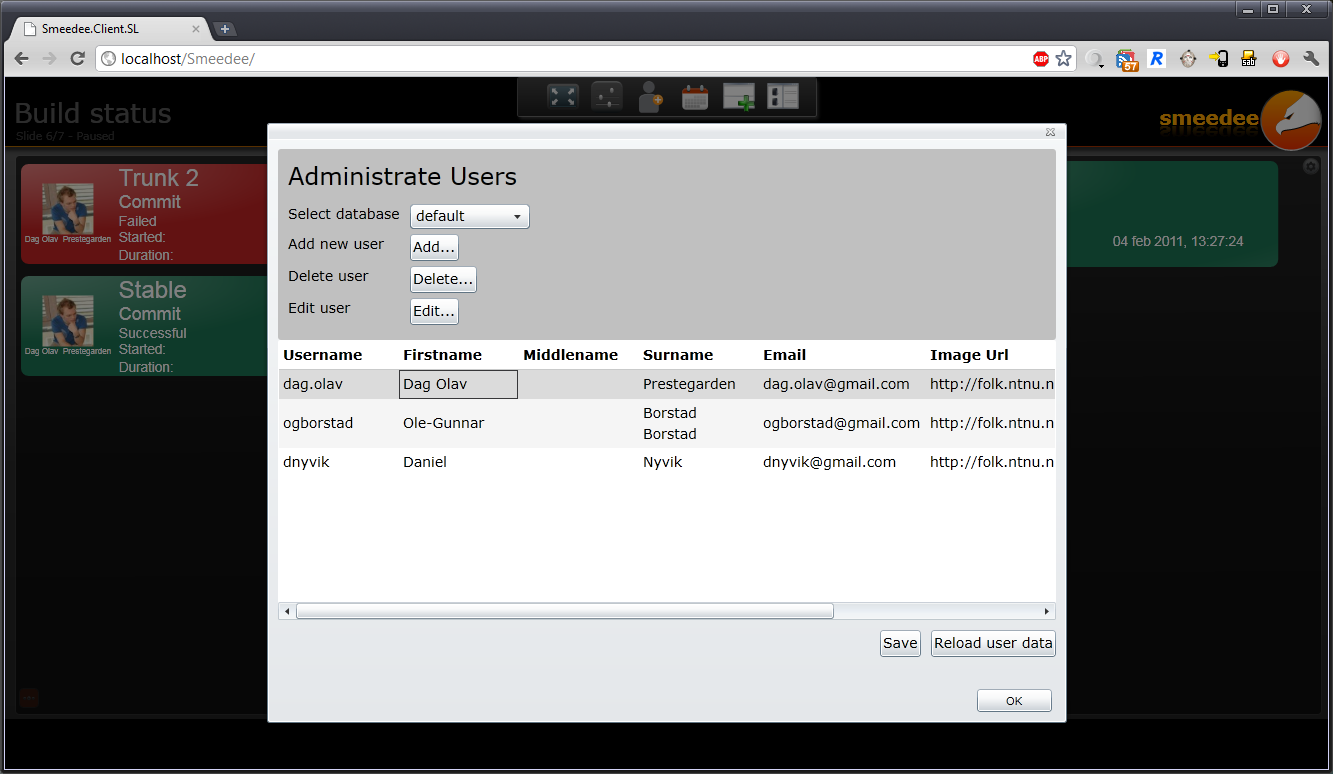 Smeedee.Client.SL
localhost/Smeedee/
ABP
57
R
sab
Build status
Slide 6/7 - Paused
smeedee
Trunk 2
Commit
Failed
Started:
Duration:
Dag Olav Prestegarden
Stable
Commit
Successful
Started:
Duration:
Dag Olav Prestegarden
04 feb 2011, 13:27:24
Administrate Users
Select database default
Add new user Add...
Delete user Delete...
Edit user Edit...
Username Firstname Middlename Surname Email Image Url
dag.olav Dag Olav Prestegarden dag.olav@gmail.com http://folk.ntnu.n
ogborstad Ole-Gunnar Borstad Borstad ogborstad@gmail.com http://folk.ntnu.n
dnyvik Daniel Nyvik dnyvik@gmail.com http://folk.ntnu.n
Save Reload user data
OK